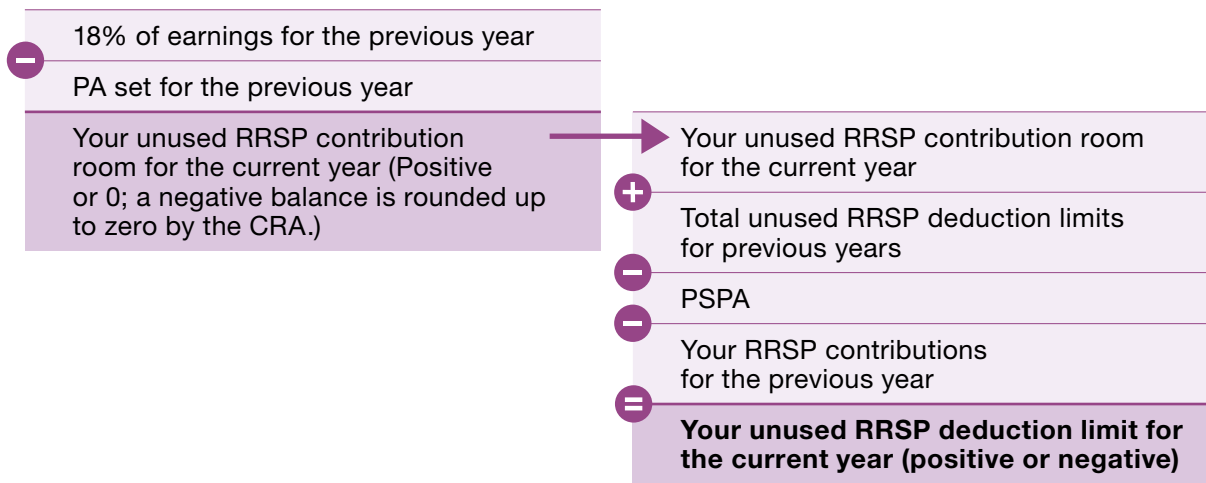 18% of earnings for the previous year
−
PA set for the previous year
Your unused RRSP contribution
room for the current year (Positive
or 0; a negative balance is rounded up
to zero by the CRA.)
Your unused RRSP contribution room
for the current year
+
Total unused RRSP deduction limits
for previous years
−
PSPA
−
Your RRSP contributions
for the previous year
=
Your unused RRSP deduction limit for
the current year (positive or negative)